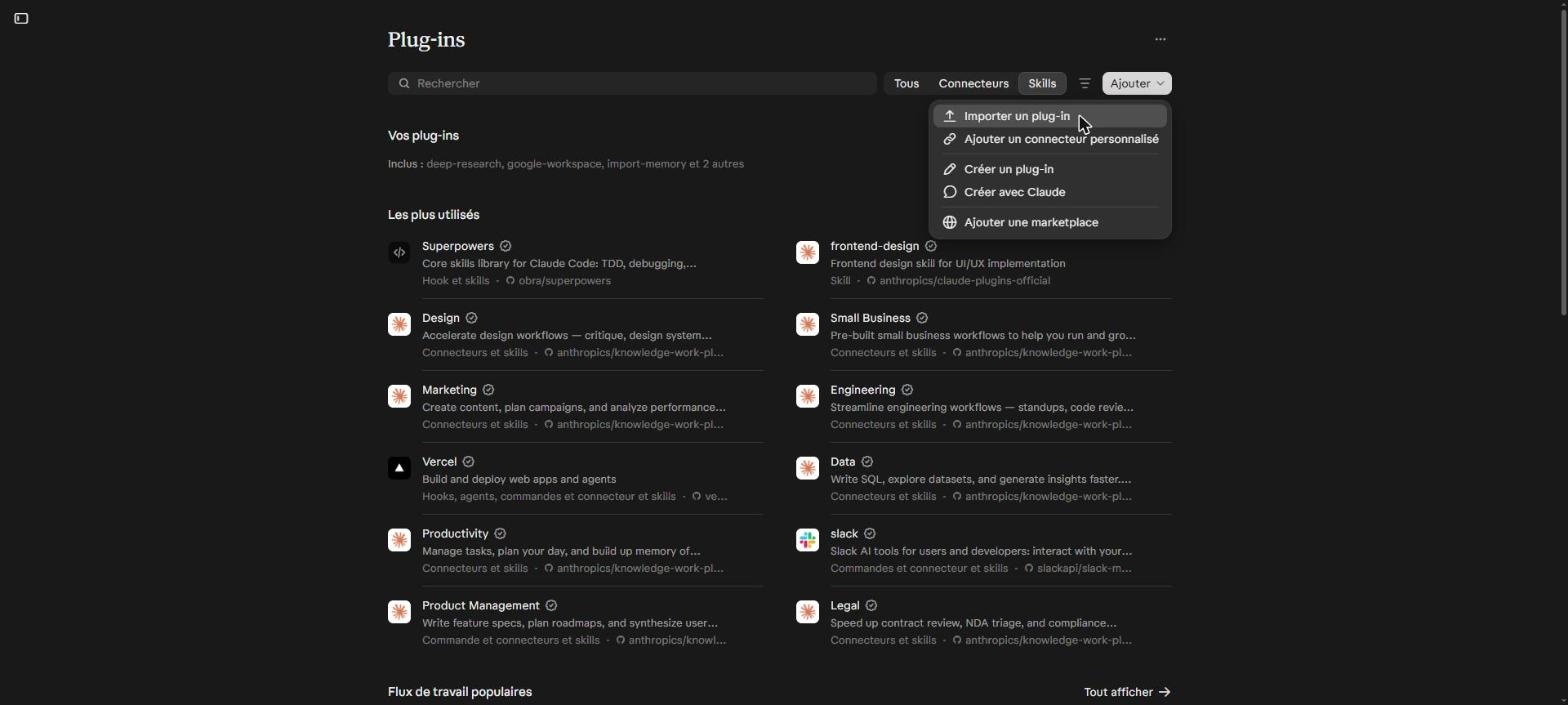 Plug-ins
Rechercher
Tous Connecteurs Skills Ajouter
Importer un plug-in
Ajouter un connecteur personnalisé
Créer un plug-in
Créer avec Claude
Ajouter une marketplace
Vos plug-ins
Inclus : deep-research, google-workspace, import-memory et 2 autres
Les plus utilisés
Superpowers
Core skills library for Claude Code: TDD, debugging,...
Hook et skills · obra/superpowers
frontend-design
Frontend design skill for UI/UX implementation
Skill · anthropics/claude-plugins-official
Design
Accelerate design workflows — critique, design system...
Connecteurs et skills · anthropics/knowledge-work-pl...
Small Business
Pre-built small business workflows to help you run and gro...
Connecteurs et skills · anthropics/knowledge-work-pl...
Marketing
Create content, plan campaigns, and analyze performance...
Connecteurs et skills · anthropics/knowledge-work-pl...
Engineering
Streamline engineering workflows — standups, code revie...
Connecteurs et skills · anthropics/knowledge-work-pl...
Vercel
Build and deploy web apps and agents
Hooks, agents, commandes et connecteur et skills · ve...
Data
Write SQL, explore datasets, and generate insights faster....
Connecteurs et skills · anthropics/knowledge-work-pl...
Productivity
Manage tasks, plan your day, and build up memory of...
Connecteurs et skills · anthropics/knowledge-work-pl...
slack
Slack AI tools for users and developers: interact with your...
Commandes et connecteur et skills · slackapi/slack-m...
Product Management
Write feature specs, plan roadmaps, and synthesize user...
Commande et connecteurs et skills · anthropics/knowl...
Legal
Speed up contract review, NDA triage, and compliance...
Connecteurs et skills · anthropics/knowledge-work-pl...
Flux de travail populaires
Tout afficher →